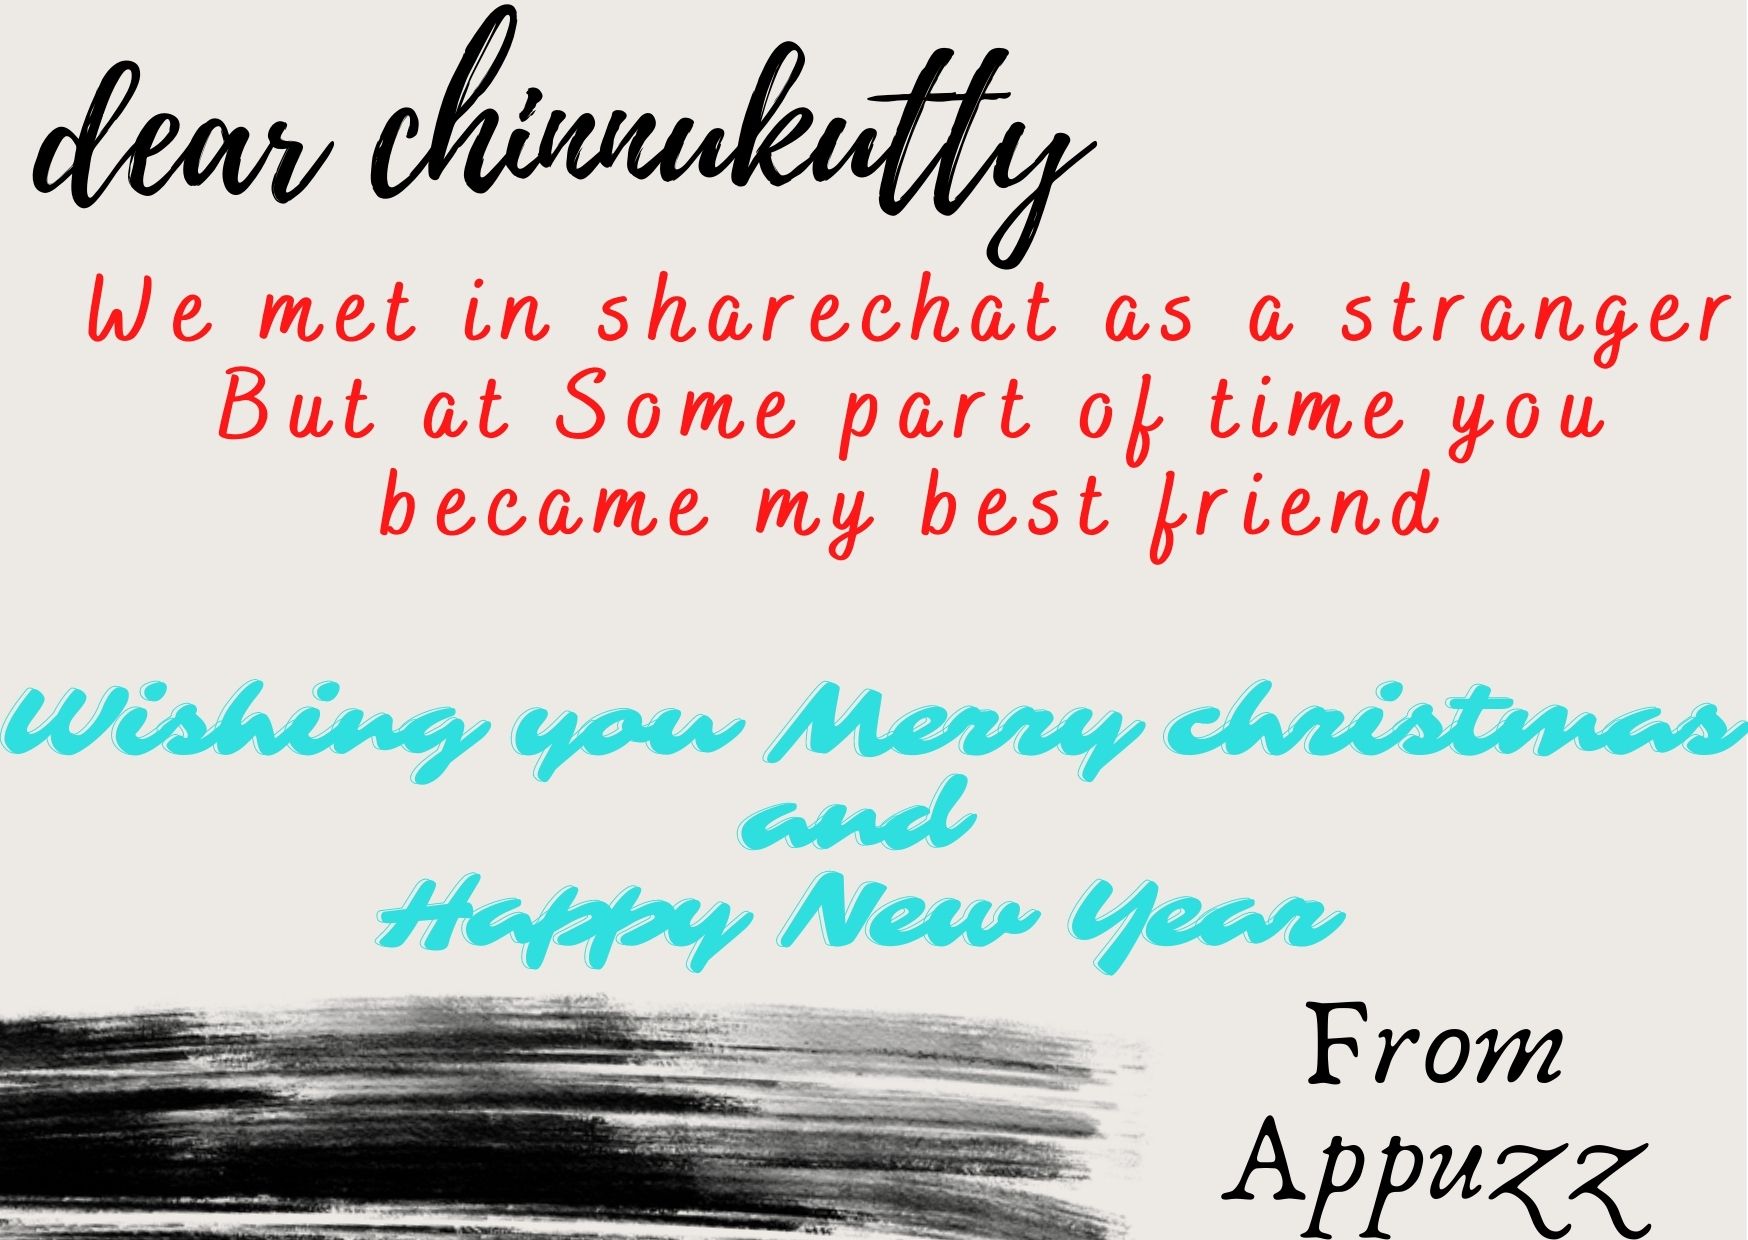 dear chinnukutty
We met in sharechat as a stranger
But at Some part of time you
became my best friend
Wishing you Merry christmas
and
Happy New Year
From
Appuzz